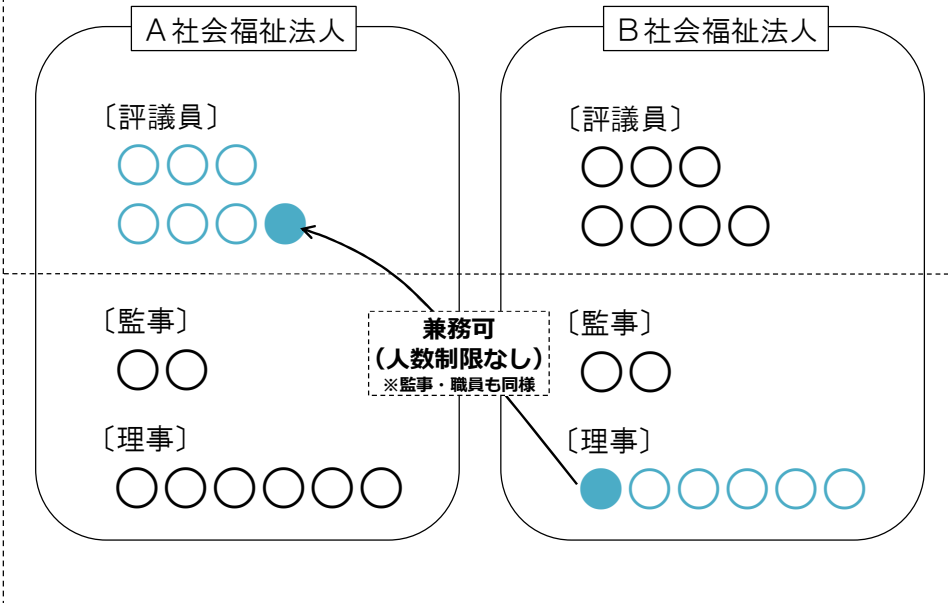 A社会福祉法人
〔評議員〕
〔監事〕
〔理事〕
兼務可
（人数制限なし）
※監事・職員も同様
B社会福祉法人
〔評議員〕
〔監事〕
〔理事〕